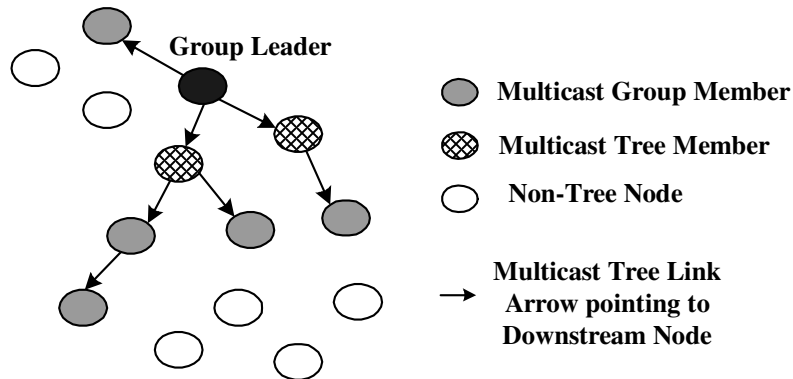 Group Leader
Multicast Group Member
Multicast Tree Member
Non-Tree Node
Multicast Tree Link
Arrow pointing to
Downstream Node